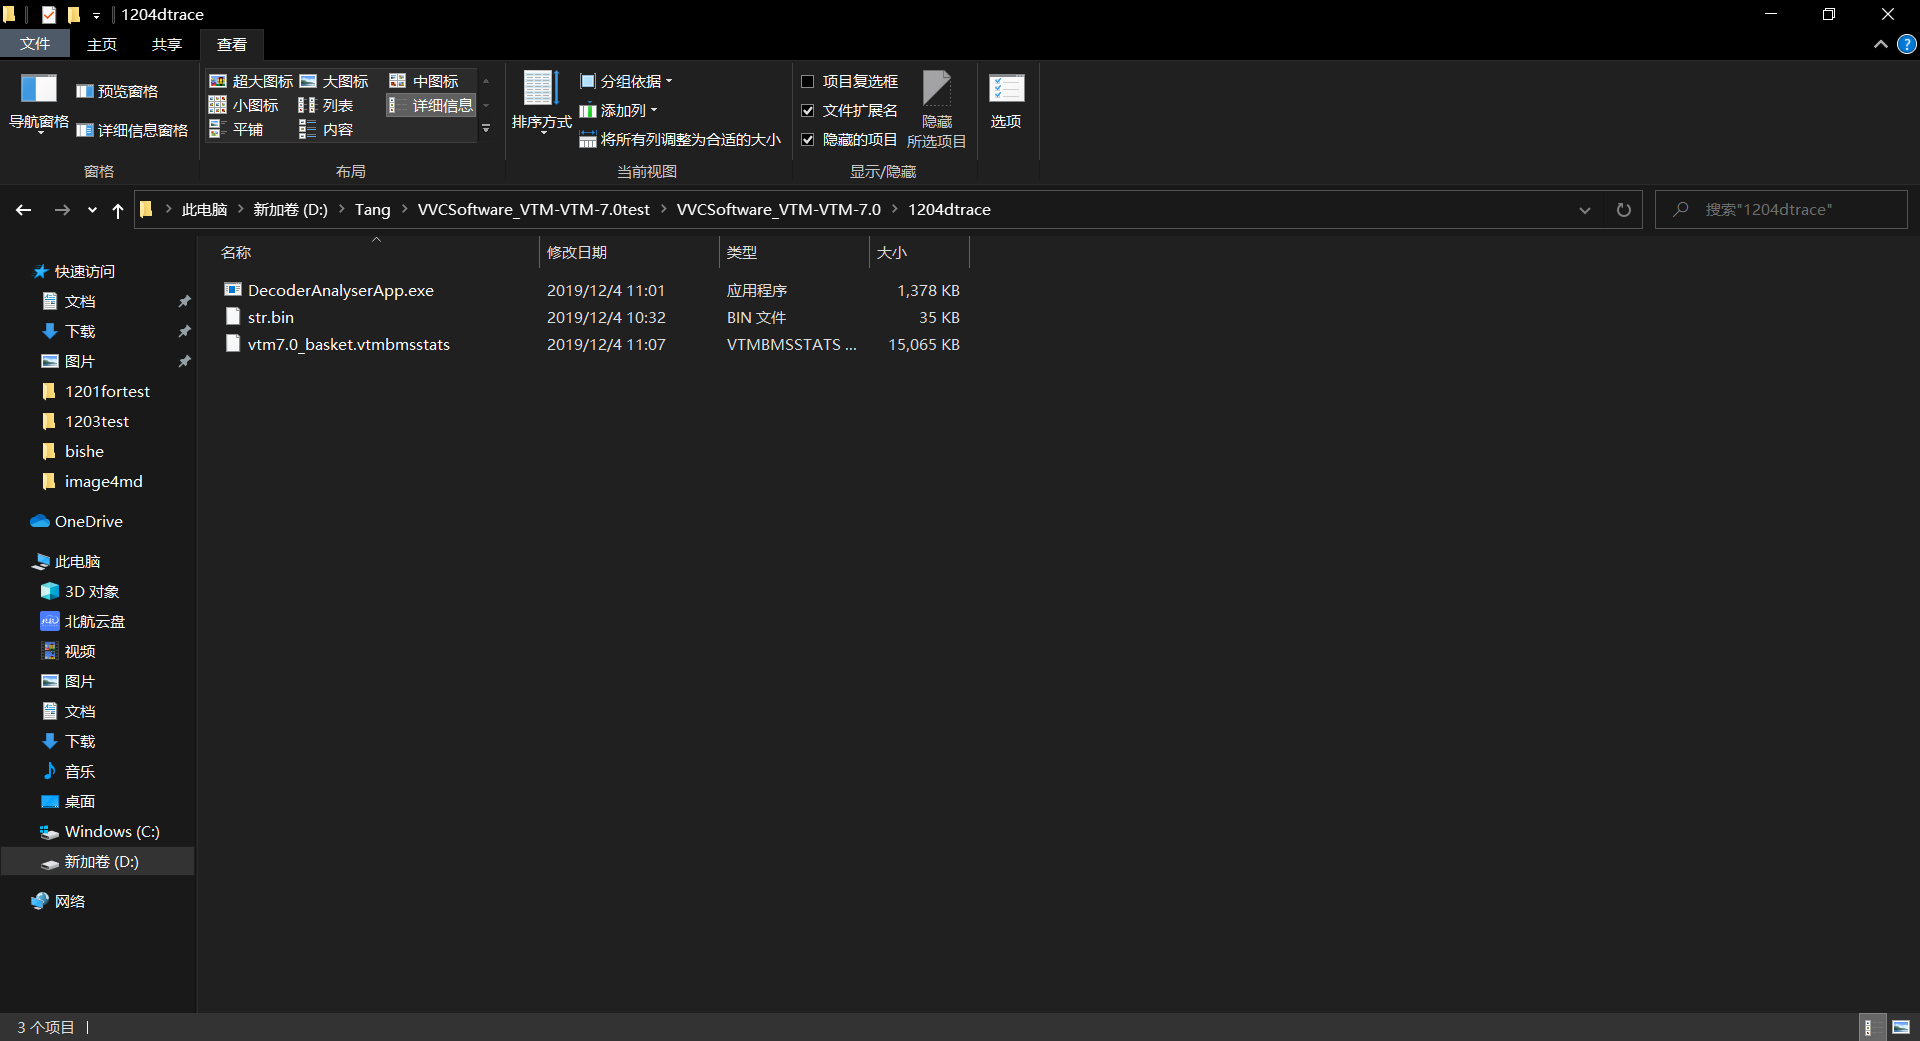 1204dtrace
文件 主页 共享 查看
导航窗格
预览窗格
详细信息窗格
窗格
超大图标 大图标 中图标
小图标 列表 详细信息
平铺 内容
布局
排序方式
分组依据
添加列
将所有列调整为合适的大小
当前视图
项目复选框
文件扩展名
隐藏的项目
隐藏
所选项目
显示/隐藏
选项
此电脑 新加卷 (D:) Tang VVCSoftware_VTM-VTM-7.0test VVCSoftware_VTM-VTM-7.0 1204dtrace
搜索"1204dtrace"
快速访问
文档
下载
图片
1201fortest
1203test
bishe
image4md
OneDrive
此电脑
3D 对象
北航云盘
视频
图片
文档
下载
音乐
桌面
Windows (C:)
新加卷 (D:)
网络
名称 修改日期 类型 大小
DecoderAnalyserApp.exe 2019/12/4 11:01 应用程序 1,378 KB
str.bin 2019/12/4 10:32 BIN 文件 35 KB
vtm7.0_basket.vtmbmsstats 2019/12/4 11:07 VTMBMSSTATS ... 15,065 KB
3 个项目